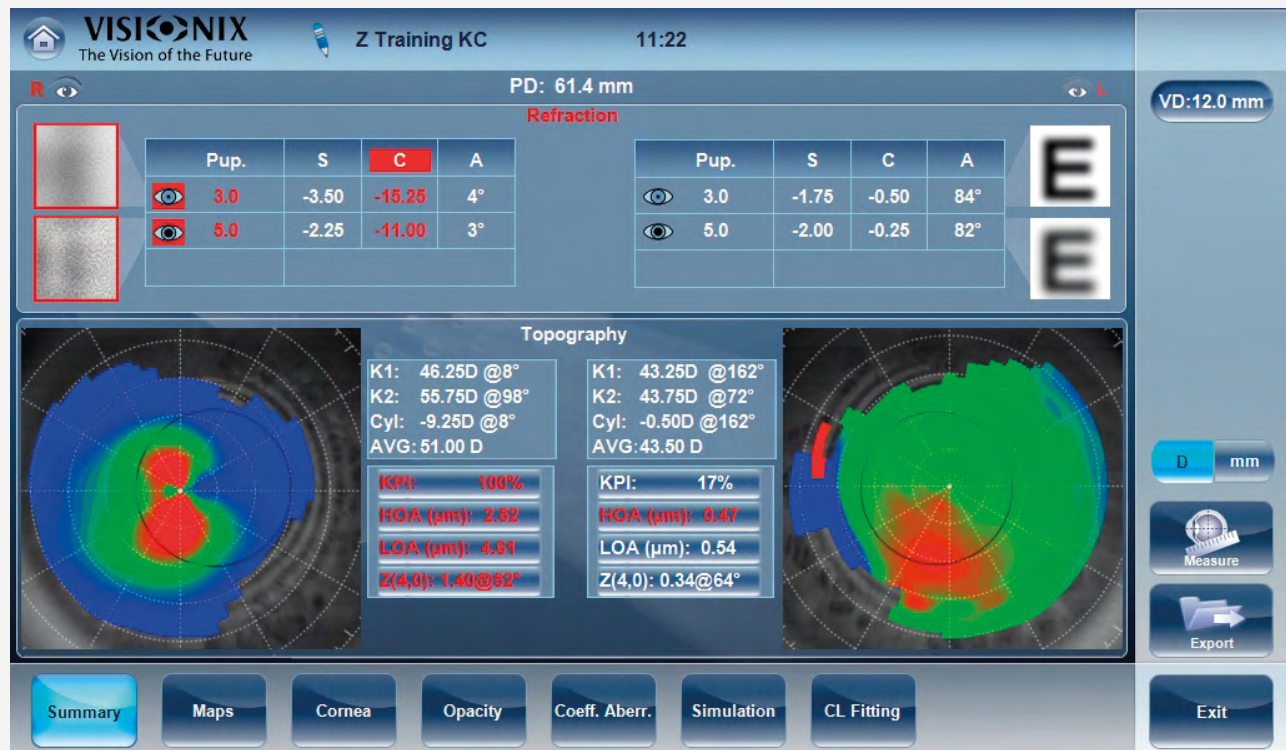 VISIONIX
The Vision of the Future
Z Training KC
11:22
R
PD: 61.4 mm
L
VD:12.0 mm
Refraction
Pup. S C A
3.0 -3.50 -15.25 4°
5.0 -2.25 -11.00 3°
Pup. S C A
3.0 -1.75 -0.50 84°
5.0 -2.00 -0.25 82°
E
E
Topography
K1: 46.25D @8°
K2: 55.75D @98°
Cyl: -9.25D @8°
AVG: 51.00 D
KPI: 100%
HOA (µm): 2.52
LOA (µm): 4.61
Z(4,0): 1.40@52°
K1: 43.25D @162°
K2: 43.75D @72°
Cyl: -0.50D @162°
AVG: 43.50 D
KPI: 17%
HOA (µm): 0.47
LOA (µm): 0.54
Z(4,0): 0.34@64°
D mm
Measure
Export
Summary Maps Cornea Opacity Coeff. Aberr. Simulation CL Fitting Exit